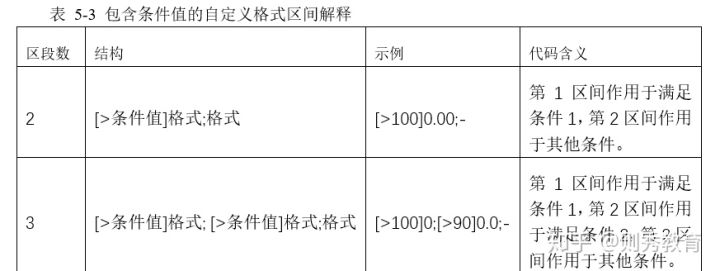 表 5-3 包含条件值的自定义格式区间解释
区段数
结构
示例
代码含义
2
[>条件值]格式;格式
[>100]0.00;-
第 1 区间作用于满足
条件1,第2区间作用
于其他条件。
3
[>条件值]格式; [>条件值]格式;格式
[>100]0;[>90]0.0;-
第 1 区间作用于满足
条件1,第2区间作用
于满足条件2,第3区
间作用于其他条件。
知乎 @则秀教育